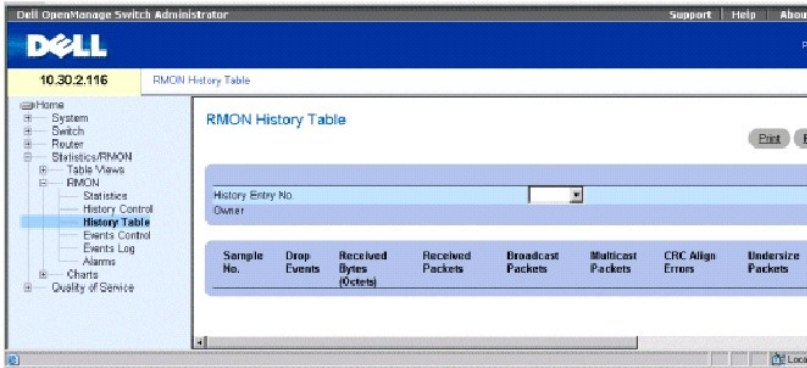 Dell OpenManage Switch Administrator
Support Help
DELL
10.30.2.116
RMON History Table
Home
System
Switch
Router
Statistics/RMON
Table Views
RMON
Statistics
History Control
History Table
Events Control
Events Log
Alarms
Charts
Quality of Service
RMON History Table
Print
History Entry No.
Owner
Sample No.
Drop Events
Received Bytes (Octets)
Received Packets
Broadcast Packets
Multicast Packets
CRC Align Errors
Undersize Packets